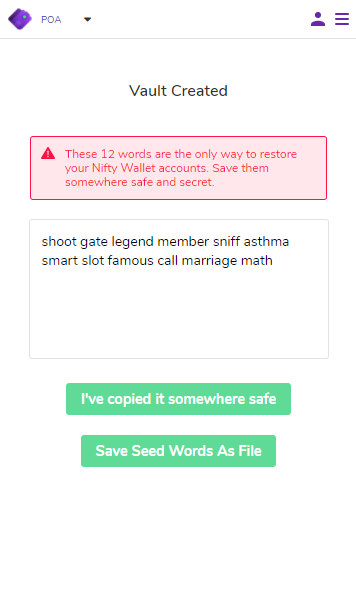 POA
Vault Created
These 12 words are the only way to restore
your Nifty Wallet accounts. Save them
somewhere safe and secret.
shoot gate legend member sniff asthma
smart slot famous call marriage math
I've copied it somewhere safe
Save Seed Words As File